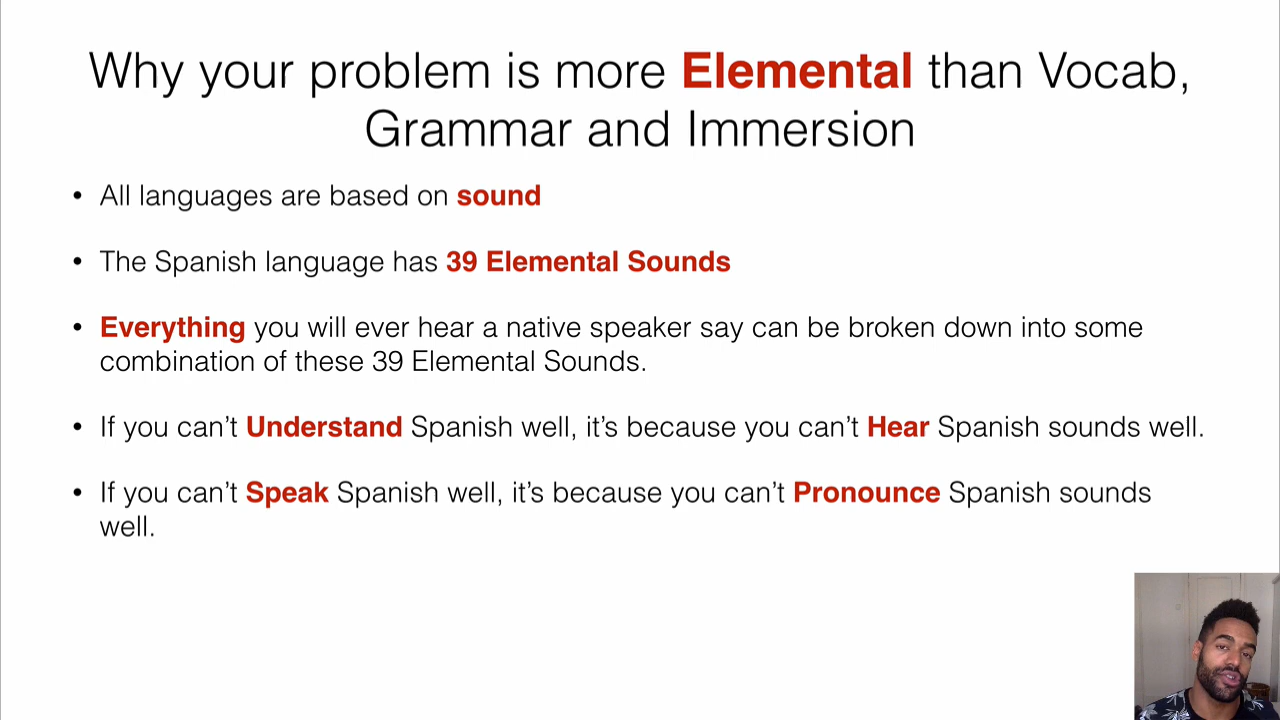 Why your problem is more Elemental than Vocab,
Grammar and Immersion
• All languages are based on sound
• The Spanish language has 39 Elemental Sounds
• Everything you will ever hear a native speaker say can be broken down into some
combination of these 39 Elemental Sounds.
• If you can’t Understand Spanish well, it’s because you can’t Hear Spanish sounds well.
• If you can’t Speak Spanish well, it’s because you can’t Pronounce Spanish sounds
well.